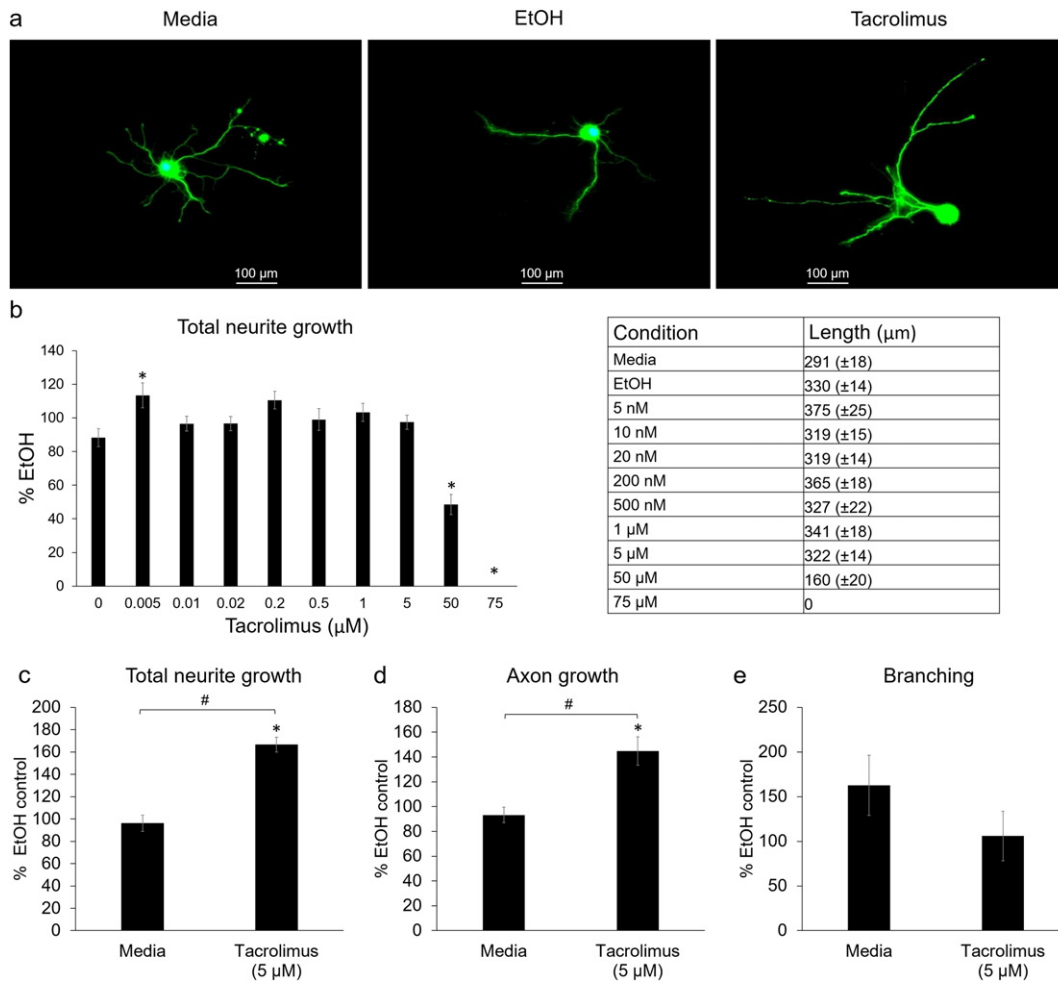 a
Media
EtOH
Tacrolimus
100 µm
100 µm
100 µm
b
Total neurite growth
% EtOH
140
120
100
80
60
40
20
0
*
*
*
0 0.005 0.01 0.02 0.2 0.5 1 5 50 75
Tacrolimus (µM)
Condition Length (µm)
Media 291 (±18)
EtOH 330 (±14)
5 nM 375 (±25)
10 nM 319 (±15)
20 nM 319 (±14)
200 nM 365 (±18)
500 nM 327 (±22)
1 µM 341 (±18)
5 µM 322 (±14)
50 µM 160 (±20)
75 µM 0
c
Total neurite growth
% EtOH control
200
180
160
140
120
100
80
60
40
20
0
#
*
Media
Tacrolimus
(5 µM)
d
Axon growth
% EtOH control
180
160
140
120
100
80
60
40
20
0
#
*
Media
Tacrolimus
(5 µM)
e
Branching
% EtOH control
250
200
150
100
50
0
Media
Tacrolimus
(5 µM)